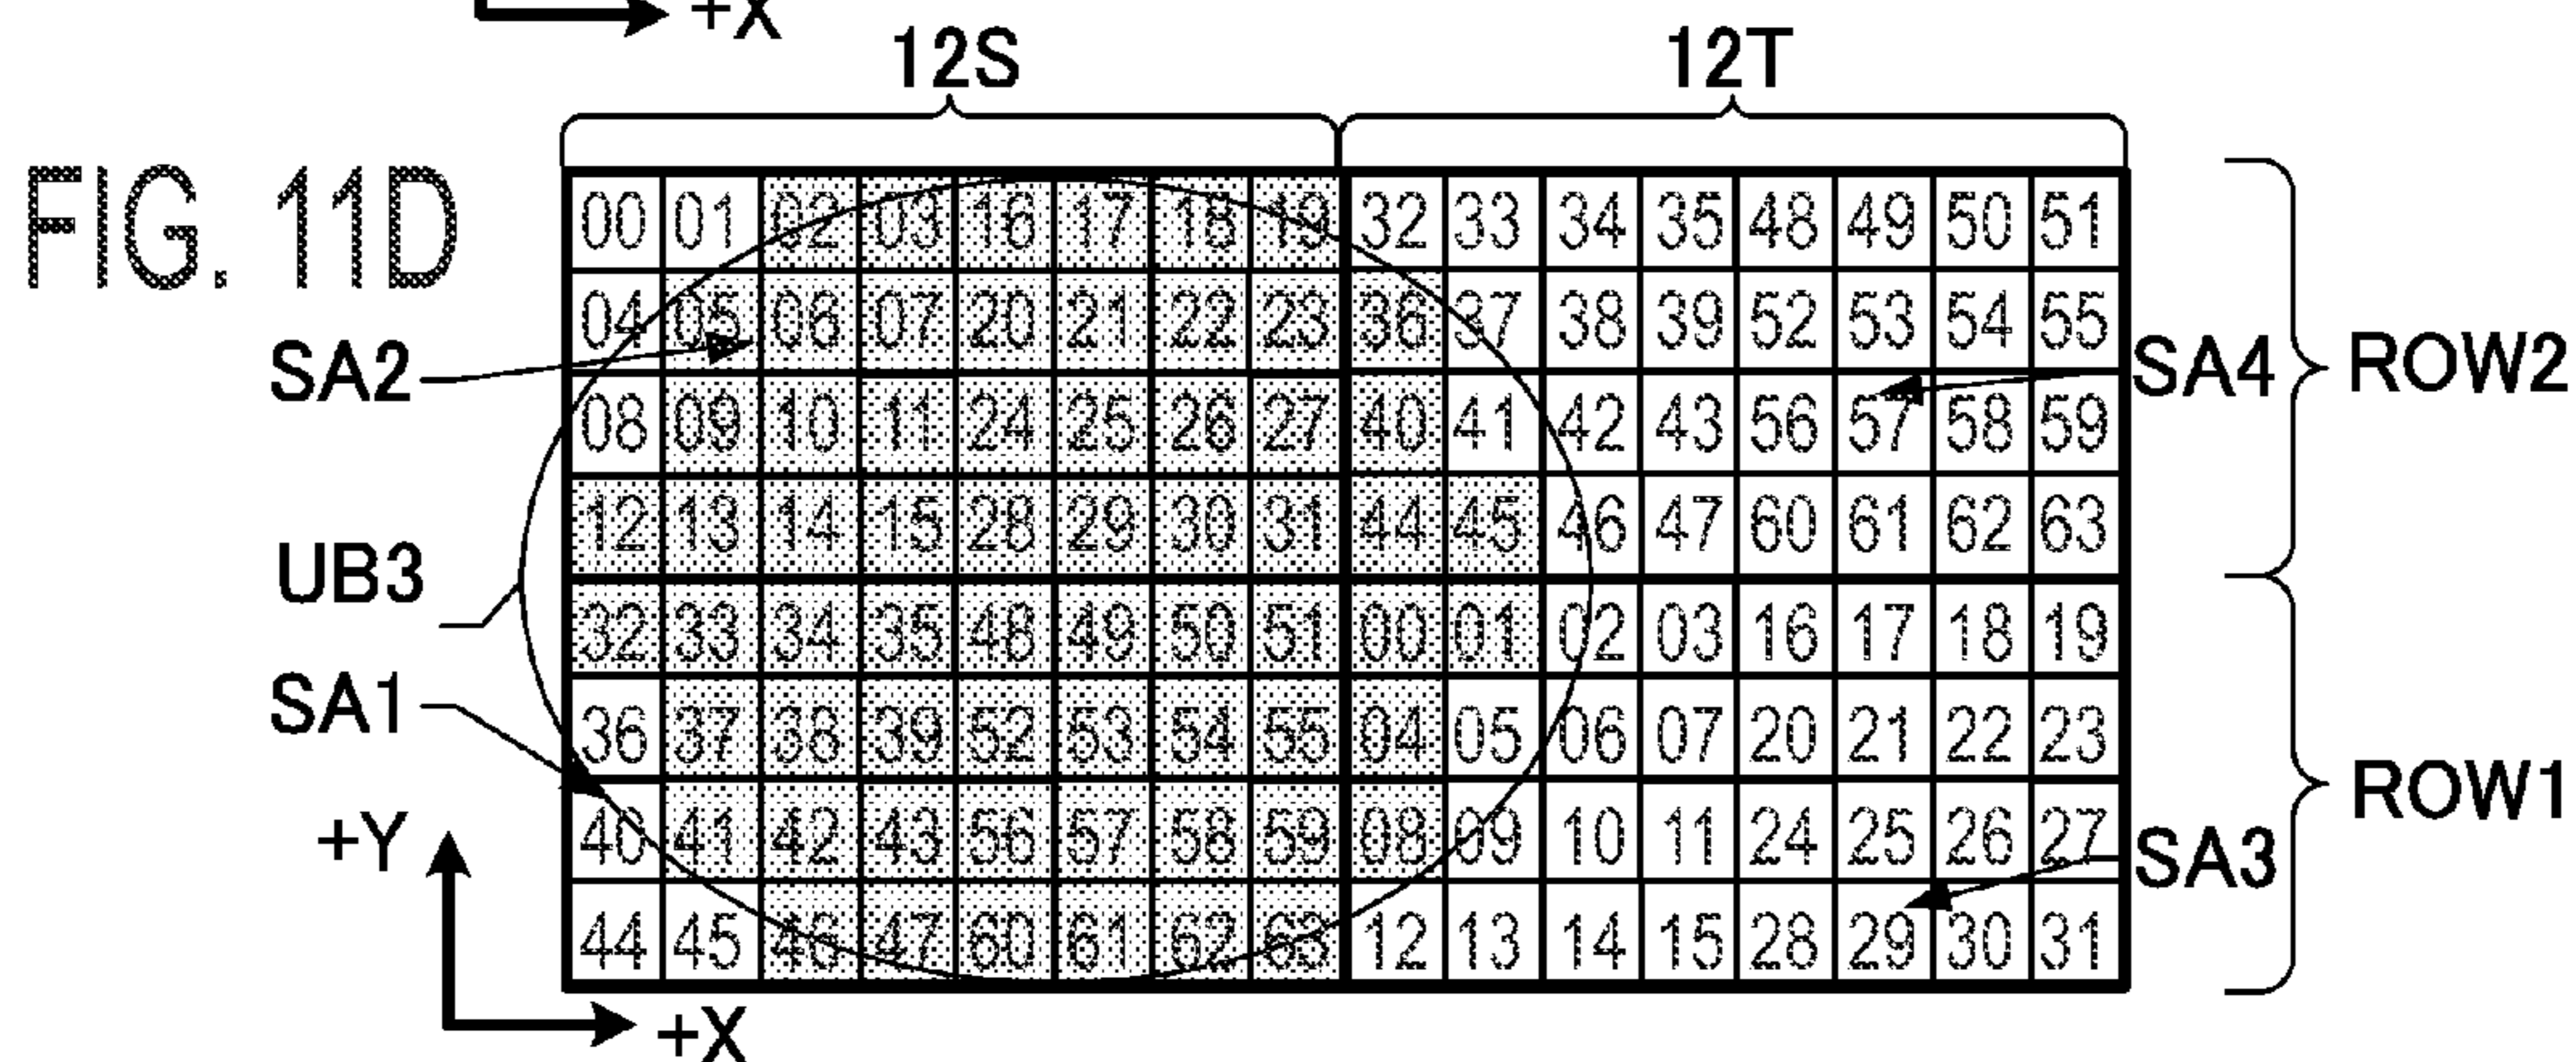 +X
12S 12T
FIG. 11D
00 01 02 03 16 17 18 19 32 33 34 35 48 49 50 51
04 05 06 07 20 21 22 23 36 37 38 39 52 53 54 55
SA2 SA4 ROW2
08 09 10 11 24 25 26 27 40 41 42 43 56 57 58 59
12 13 14 15 28 29 30 31 44 45 46 47 60 61 62 63
UB3
32 33 34 35 48 49 50 51 00 01 02 03 16 17 18 19
SA1
36 37 38 39 52 53 54 55 04 05 06 07 20 21 22 23
ROW1
+Y
40 41 42 43 56 57 58 59 08 09 10 11 24 25 26 27
SA3
44 45 46 47 60 61 62 63 12 13 14 15 28 29 30 31
+X